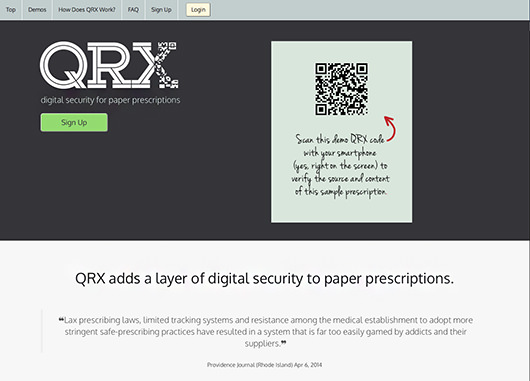 Top Demos How Does QRX Work? FAQ Sign Up Login
QRX
digital security for paper prescriptions
Sign Up
Scan this demo QRX code
with your smartphone
(yes, right on the screen) to
verify the source and content
of this sample prescription.
QRX adds a layer of digital security to paper prescriptions.
❝Lax prescribing laws, limited tracking systems and resistance among the medical establishment to adopt more
stringent safe-prescribing practices have resulted in a system that is far too easily gamed by addicts and their
suppliers.❞
Providence Journal (Rhode Island) Apr 6, 2014